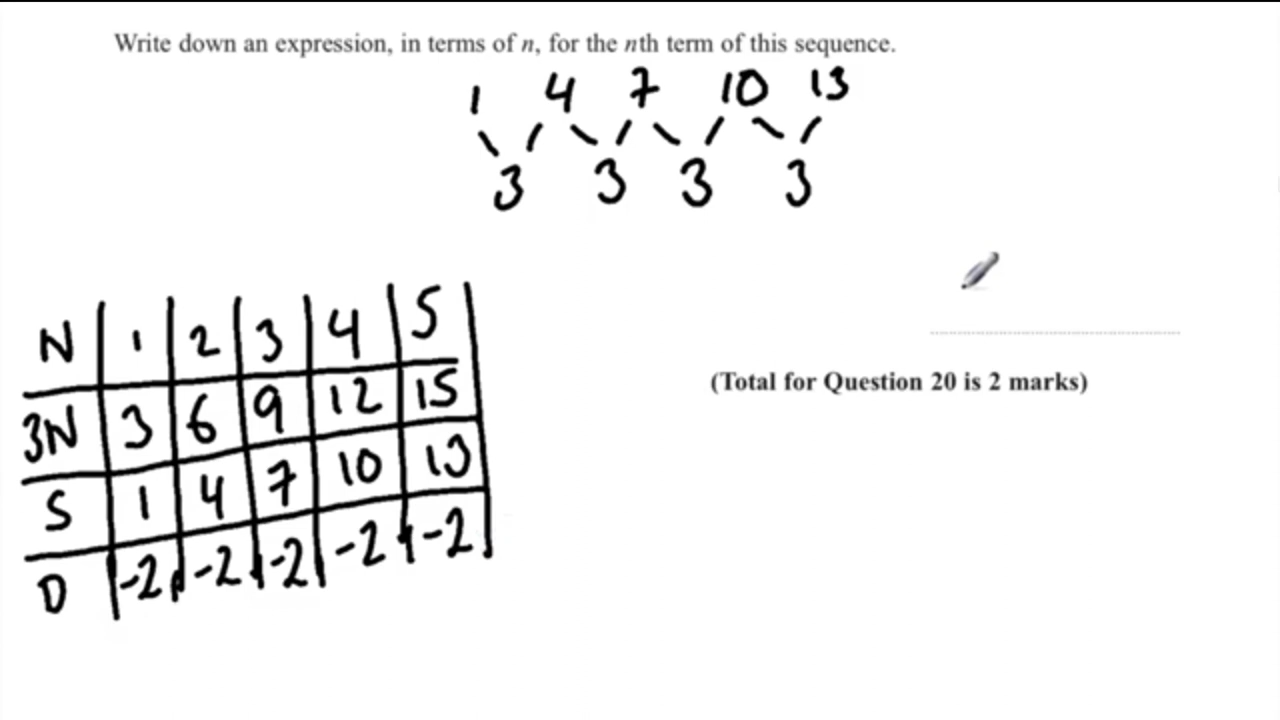 Write down an expression, in terms of n, for the nth term of this sequence.
1 4 7 10 13
3 3 3 3
N 1 2 3 4 5
3N 3 6 9 12 15
S 1 4 7 10 13
D -2 -2 -2 -2 -2
(Total for Question 20 is 2 marks)